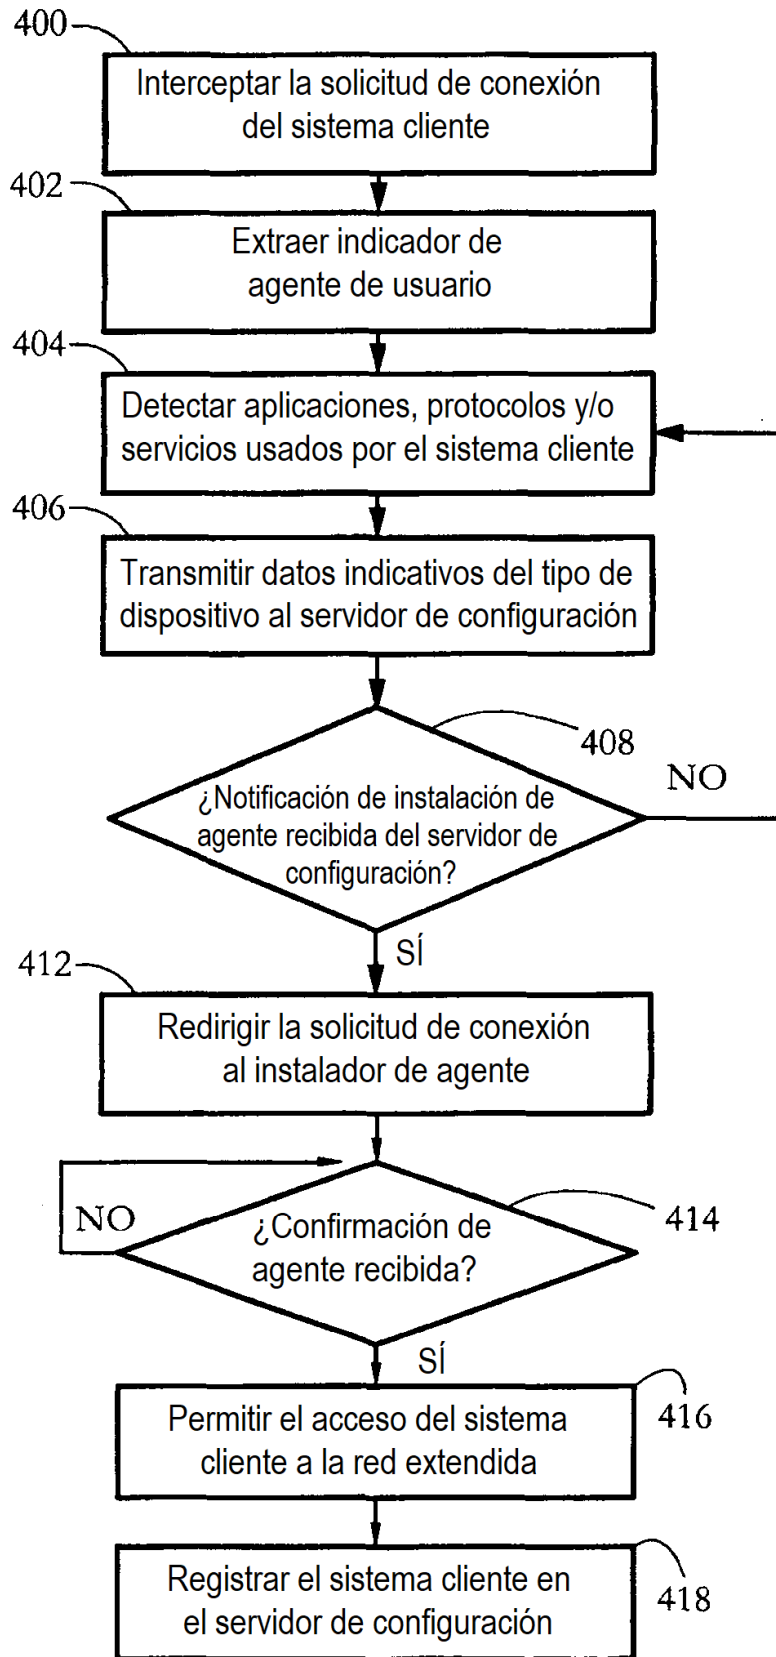 400
Interceptar la solicitud de conexión
del sistema cliente
402
Extraer indicador de
agente de usuario
404
Detectar aplicaciones, protocolos y/o
servicios usados por el sistema cliente
406
Transmitir datos indicativos del tipo de
dispositivo al servidor de configuración
408
NO
¿Notificación de instalación de
agente recibida del servidor de
configuración?
SÍ
412
Redirigir la solicitud de conexión
al instalador de agente
NO
414
¿Confirmación de
agente recibida?
SÍ
416
Permitir el acceso del sistema
cliente a la red extendida
418
Registrar el sistema cliente en
el servidor de configuración